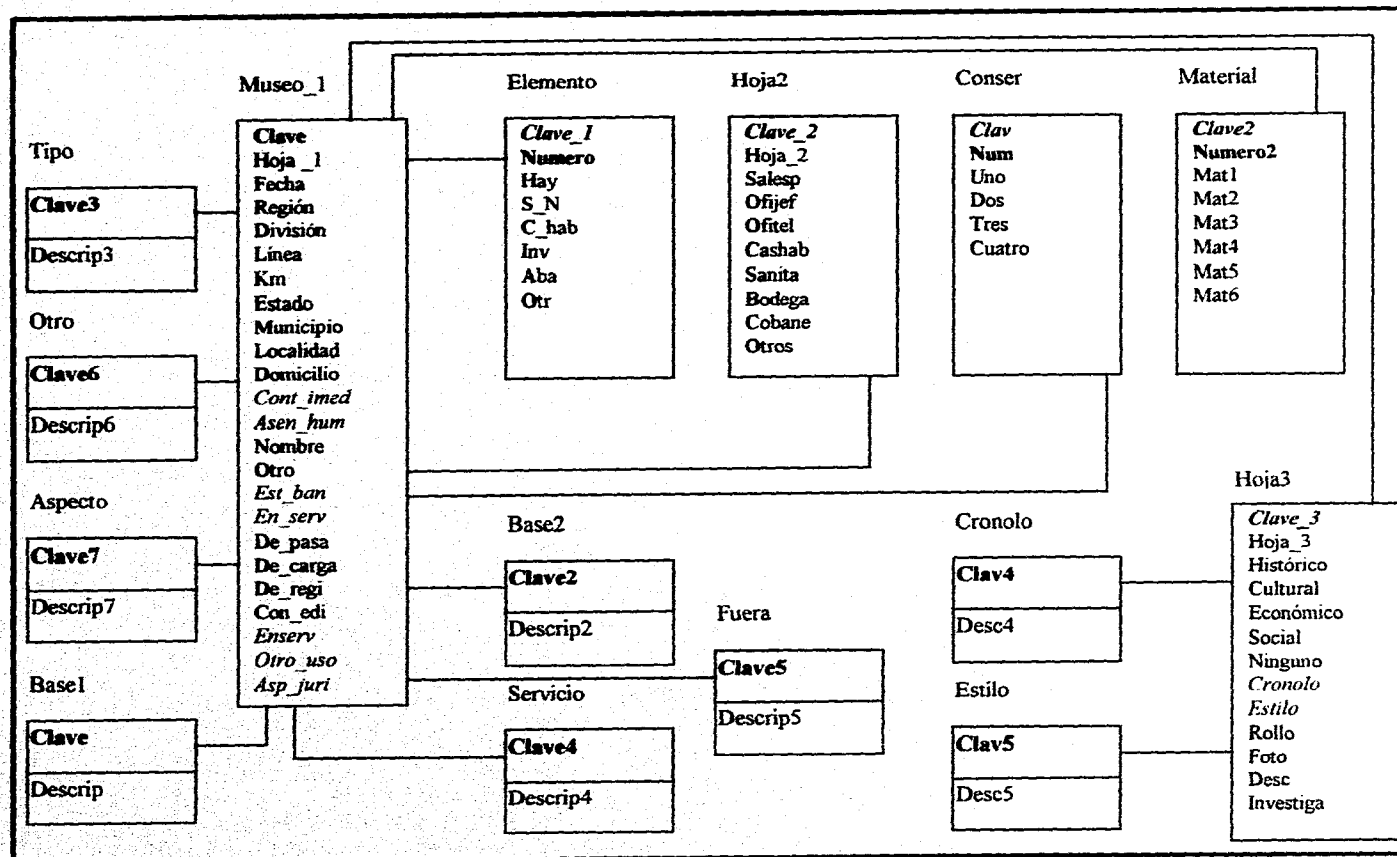 Museo_1
Clave
Hoja _1
Fecha
Región
División
Línea
Km
Estado
Municipio
Localidad
Domicilio
Cont_imed
Asen_hum
Nombre
Otro
Est_ban
En_serv
De_pasa
De_carga
De_regi
Con_edi
Enserv
Otro_uso
Asp_juri
Tipo
Clave3
Descrip3
Otro
Clave6
Descrip6
Aspecto
Clave7
Descrip7
Base1
Clave
Descrip
Elemento
Clave_1
Numero
Hay
S_N
C_hab
Inv
Aba
Otr
Hoja2
Clave_2
Hoja_2
Salesp
Ofijef
Ofitel
Cashab
Sanita
Bodega
Cobane
Otros
Conser
Clav
Num
Uno
Dos
Tres
Cuatro
Material
Clave2
Numero2
Mat1
Mat2
Mat3
Mat4
Mat5
Mat6
Base2
Clave2
Descrip2
Servicio
Clave4
Descrip4
Fuera
Clave5
Descrip5
Cronolo
Clav4
Desc4
Estilo
Clav5
Desc5
Hoja3
Clave_3
Hoja_3
Histórico
Cultural
Económico
Social
Ninguno
Cronolo
Estilo
Rollo
Foto
Desc
Investiga